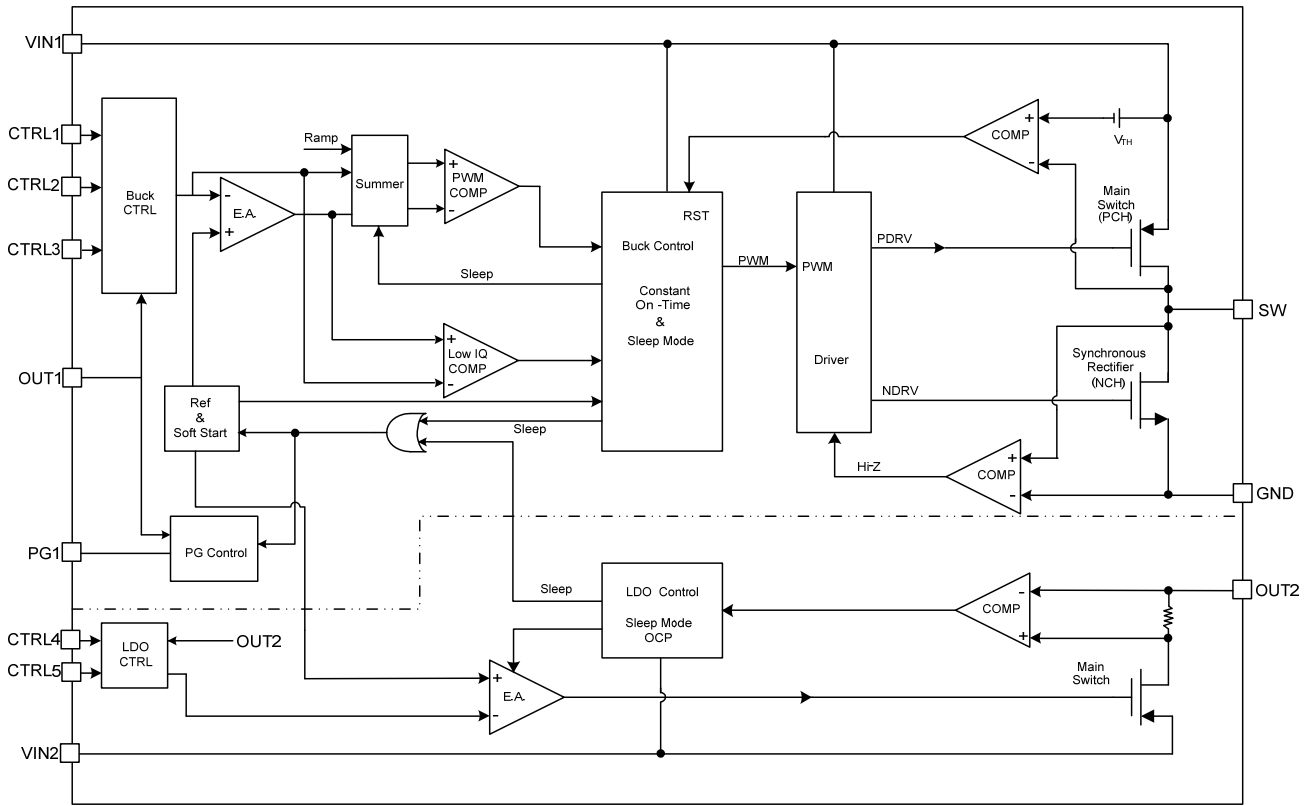 VIN1
CTRL1
CTRL2
CTRL3
Buck
CTRL
OUT1
PG1
CTRL4
CTRL5
VIN2
Ramp
Summer
-
E.A.
+
+
PWM
COMP
-
Sleep
+
Low IQ
COMP
-
Ref
&
Soft Start
Sleep
PG Control
RST
Buck Control
Constant
On -Time
&
Sleep Mode
PWM
PWM
Driver
PDRV
NDRV
Hi-Z
+
COMP
-
VTH
Main
Switch
(PCH)
SW
Synchronous
Rectifier
(NCH)
+
COMP
-
GND
LDO
CTRL
OUT2
Sleep
LDO Control
Sleep Mode
OCP
-
COMP
+
OUT2
+
E.A.
-
Main
Switch